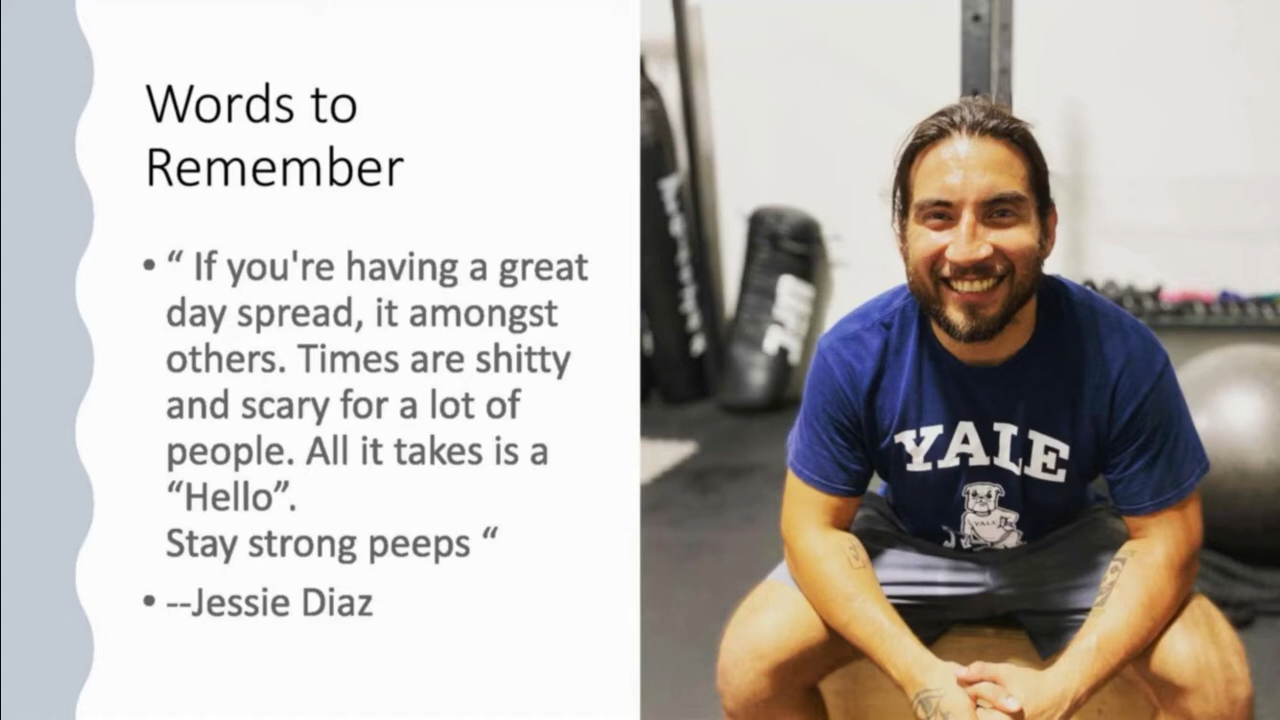 Words to
Remember
• “ If you're having a great
day spread, it amongst
others. Times are shitty
and scary for a lot of
people. All it takes is a
“Hello”.
Stay strong peeps “
• --Jessie Diaz
YALE
YALE